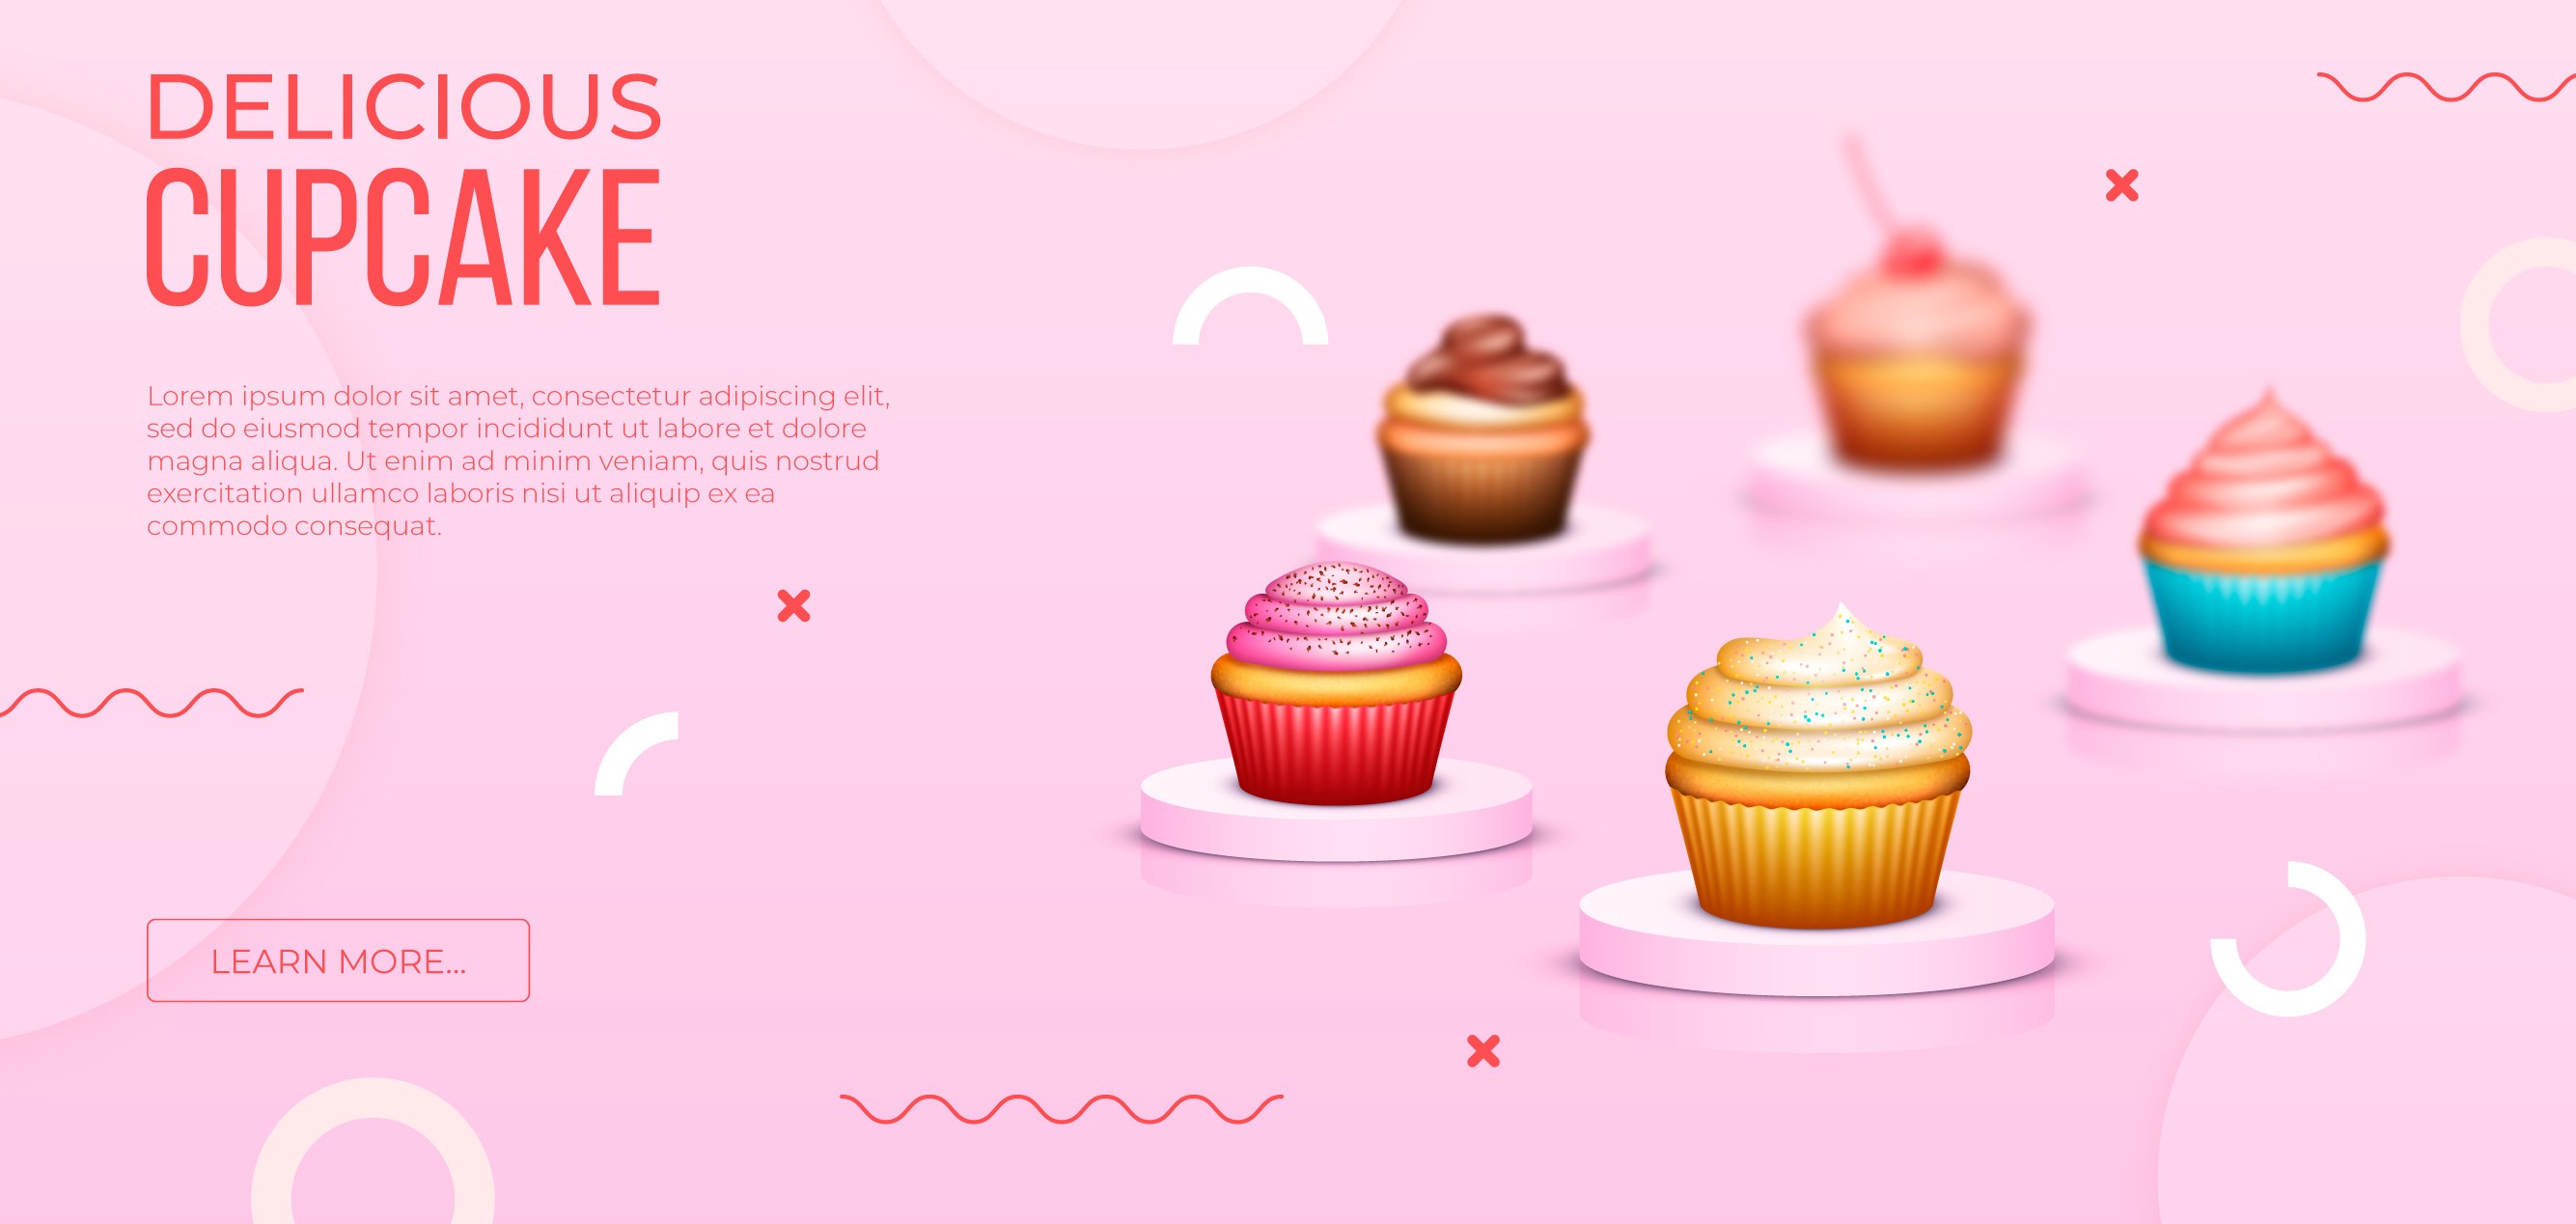 DELICIOUS
CUPCAKE
Lorem ipsum dolor sit amet, consectetur adipiscing elit,
sed do eiusmod tempor incididunt ut labore et dolore
magna aliqua. Ut enim ad minim veniam, quis nostrud
exercitation ullamco laboris nisi ut aliquip ex ea
commodo consequat.
LEARN MORE...